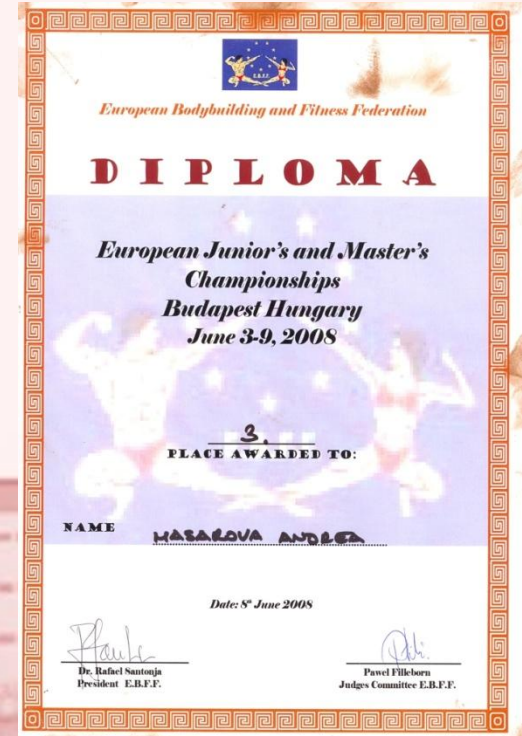 E.B.F.F.
European Bodybuilding and Fitness Federation
DIPLOMA
European Junior's and Master's
Championships
Budapest Hungary
June 3-9, 2008
3.
PLACE AWARDED TO:
NAME MASAROVA ANDREA
Date: 8th June 2008
Dr. Rafael Santonja
President E.B.F.F.
Pawel Filleborn
Judges Committee E.B.F.F.